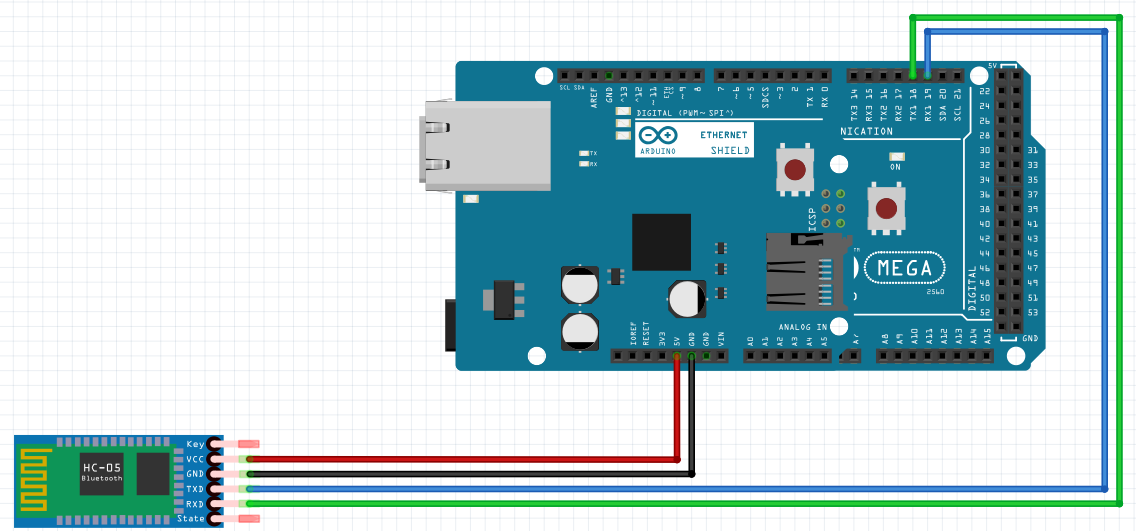 SCL SDA
AREF
GND
~13
~12
~11
~9
8
7
~6
~5
SDCS
~3
2
TX 1
RX 0
DIGITAL (PWM~ SPI^)
TX
RX
ARDUINO
ETHERNET
SHIELD
TX3 14
RX3 15
TX2 16
RX2 17
TX1 18
RX1 19
SDA 20
SCL 21
NICATION
ON
ICSP
5V
22
24
26
28
30 31
32 33
34 35
36 37
38 39
40 41
42 43
44 45
46 47
48 49
50 51
52 53
GND
DIGITAL
MEGA
2560
TM
ANALOG IN
IOREF
RESET
3V3
5V
GND
GND
VIN
A0
A1
A2
A3
A4
A5
A7
A8
A9
A10
A11
A12
A13
A14
A15
HC-05
Bluetooth
Key
VCC
GND
TXD
RXD
State